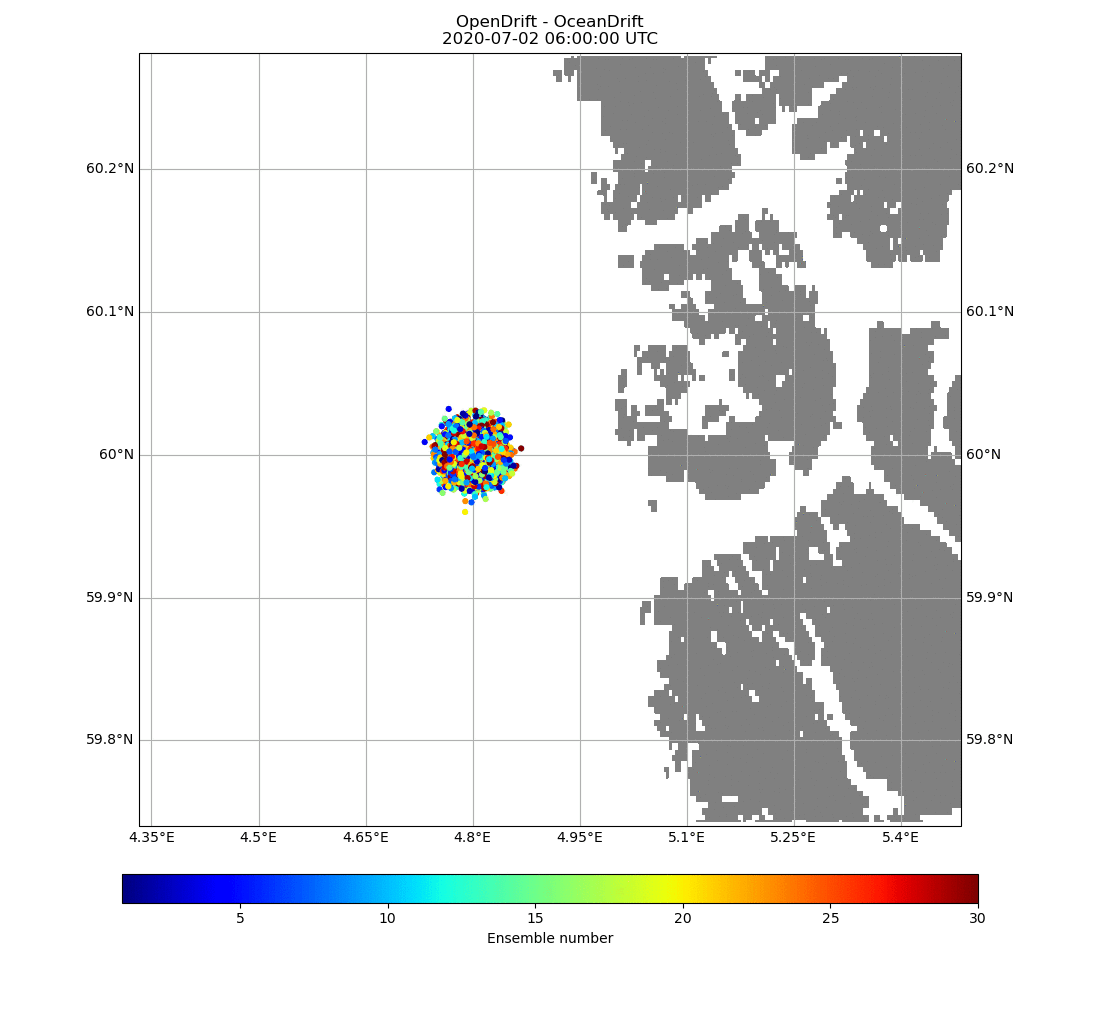 OpenDrift - OceanDrift
2020-07-02 06:00:00 UTC
60.2°N 60.2°N
60.1°N 60.1°N
60°N 60°N
59.9°N 59.9°N
59.8°N 59.8°N
4.35°E 4.5°E 4.65°E 4.8°E 4.95°E 5.1°E 5.25°E 5.4°E
5 10 15 20 25 30
Ensemble number